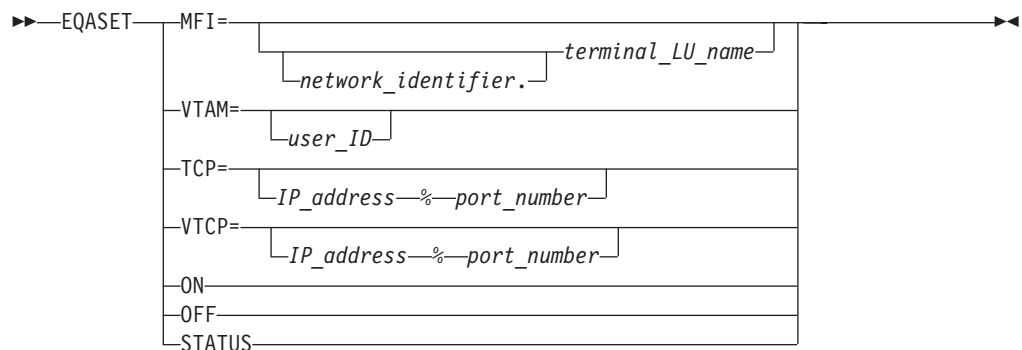 EQASET MFI=
terminal_LU_name
network_identifier.
VTAM=
user_ID
TCP=
IP_address % port_number
VTCP=
IP_address % port_number
ON
OFF
STATUS